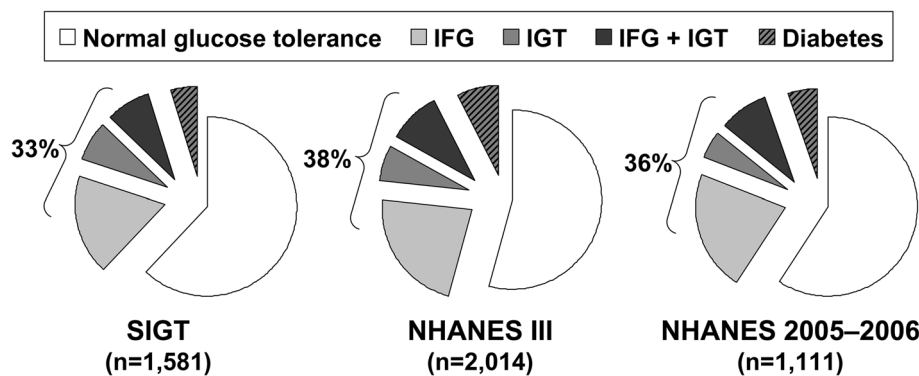 Normal glucose tolerance IFG IGT IFG + IGT Diabetes
33%
38%
36%
SIGT
(n=1,581)
NHANES III
(n=2,014)
NHANES 2005–2006
(n=1,111)